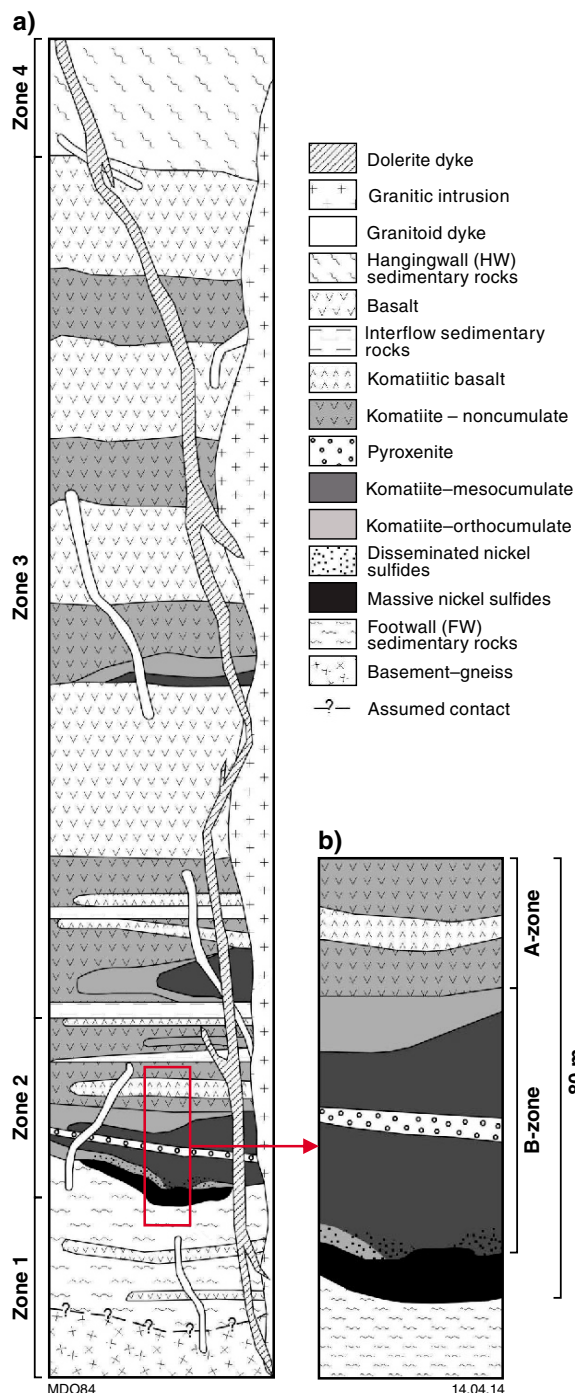 a)
Zone 4
Zone 3
Zone 2
Zone 1
?
?
?
?
?
MDO84
Dolerite dyke
Granitic intrusion
Granitoid dyke
Hangingwall (HW)
sedimentary rocks
Basalt
Interflow sedimentary
rocks
Komatiitic basalt
Komatiite – noncumulate
Pyroxenite
Komatiite–mesocumulate
Komatiite–orthocumulate
Disseminated nickel
sulfides
Massive nickel sulfides
Footwall (FW)
sedimentary rocks
Basement–gneiss
–?– Assumed contact
b)
A-zone
B-zone
80 m
14.04.14